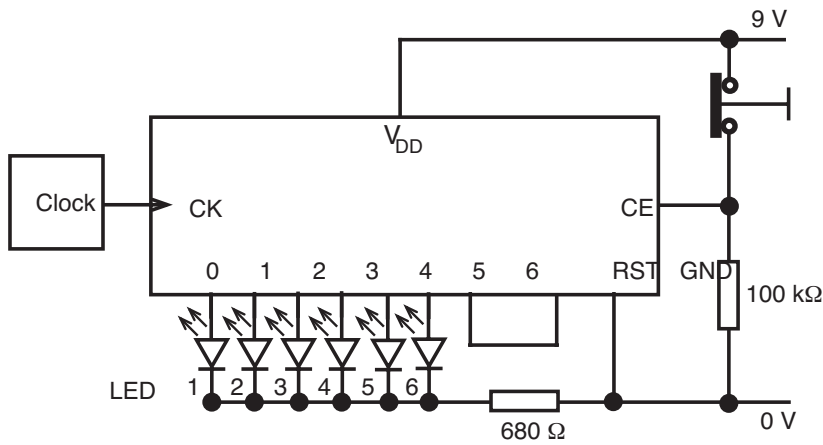 9 V
VDD
Clock
CK
CE
0 1 2 3 4 5 6 RST GND
100 kΩ
LED 1 2 3 4 5 6
680 Ω
0 V